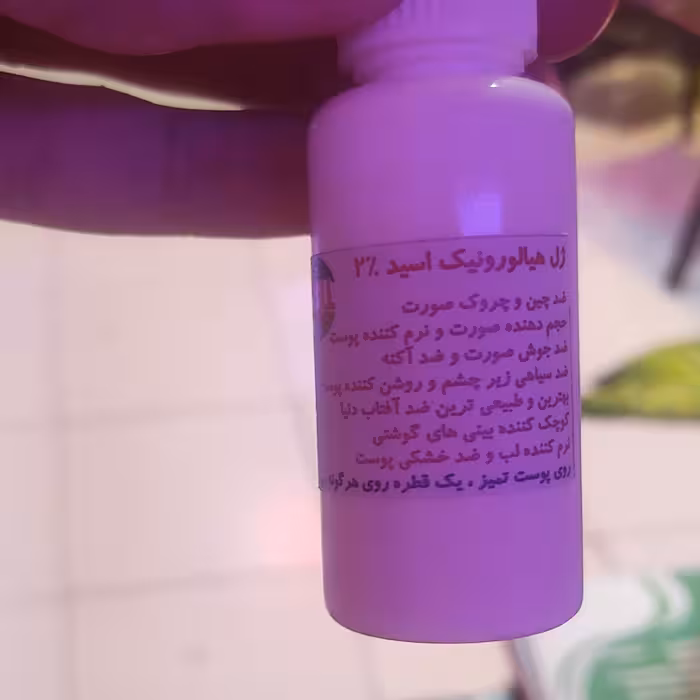 ژل هیالورونیک اسید ٪۲
ضد چین و چروک صورت
حجم دهنده صورت و نرم کننده پوست
ضد جوش صورت و ضد آکنه
ضد سیاهی زیر چشم و روشن کننده
بهترین و طبیعی ترین ضد آفتاب دنیا
کوچک کننده بینی های گوشتی
نرم کننده لب و ضد خشکی پوست
روی پوست تمیز ، یک قطره روی هر